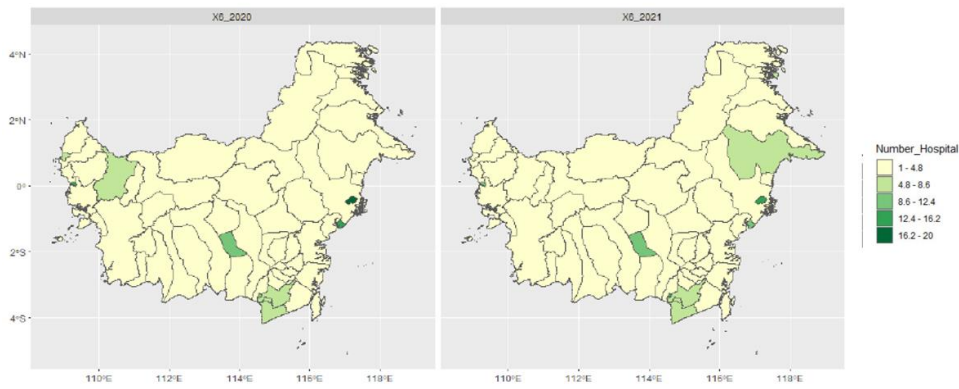 X6_2020
X6_2021
4°N
2°N
0°
2°S
4°S
110°E 112°E 114°E 116°E 118°E
110°E 112°E 114°E 116°E 118°E
Number_Hospital
1 - 4.8
4.8 - 8.6
8.6 - 12.4
12.4 - 16.2
16.2 - 20